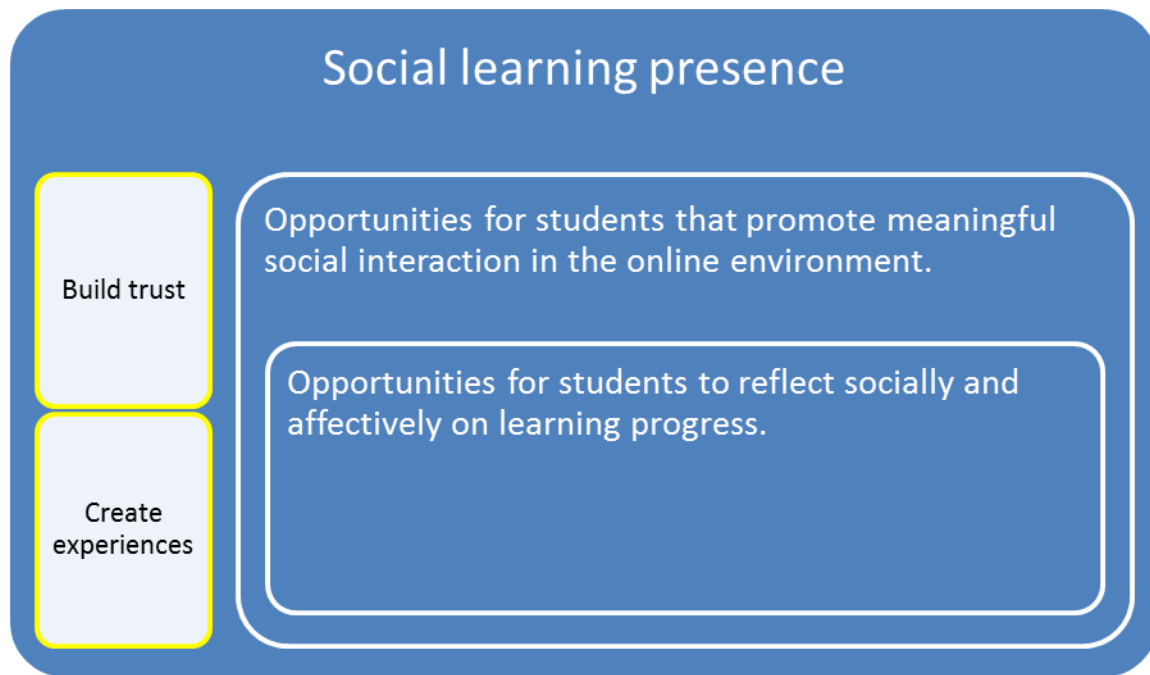 Social learning presence
Build trust
Create
experiences
Opportunities for students that promote meaningful
social interaction in the online environment.
Opportunities for students to reflect socially and
affectively on learning progress.